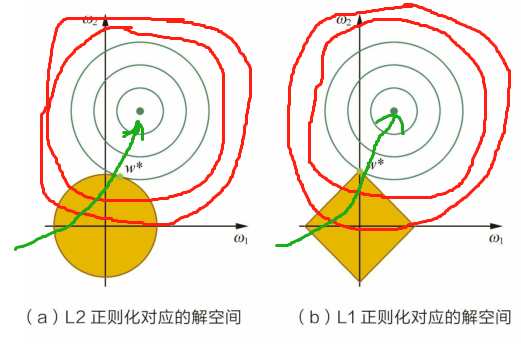 ω₂
ω₂
w*
w*
ω₁
ω₁
（a）L2 正则化对应的解空间
（b）L1 正则化对应的解空间